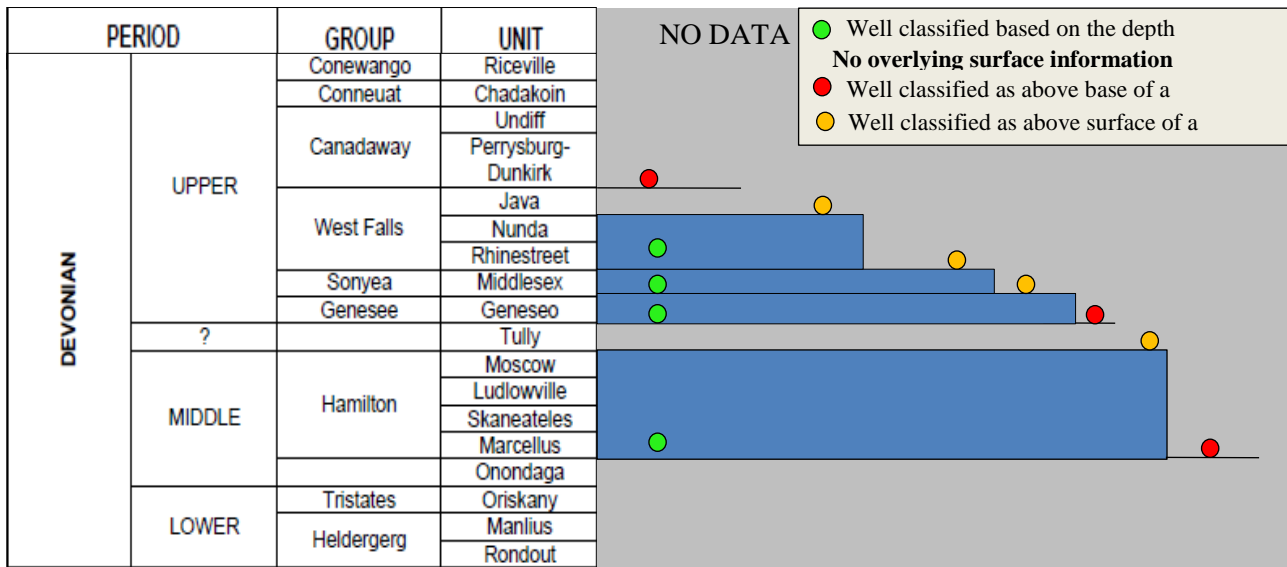 PERIOD GROUP UNIT
NO DATA
Well classified based on the depth
No overlying surface information
Well classified as above base of a
Well classified as above surface of a
DEVONIAN
UPPER
Conewango Riceville
Conneuat Chadakoin
Canadaway
Undiff
Perrysburg-
Dunkirk
West Falls
Java
Nunda
Rhinestreet
Sonyea Middlesex
Genesee Geneseo
? Tully
MIDDLE
Hamilton
Moscow
Ludlowville
Skaneateles
Marcellus
Onondaga
LOWER
Tristates Oriskany
Heldergerg
Manlius
Rondout